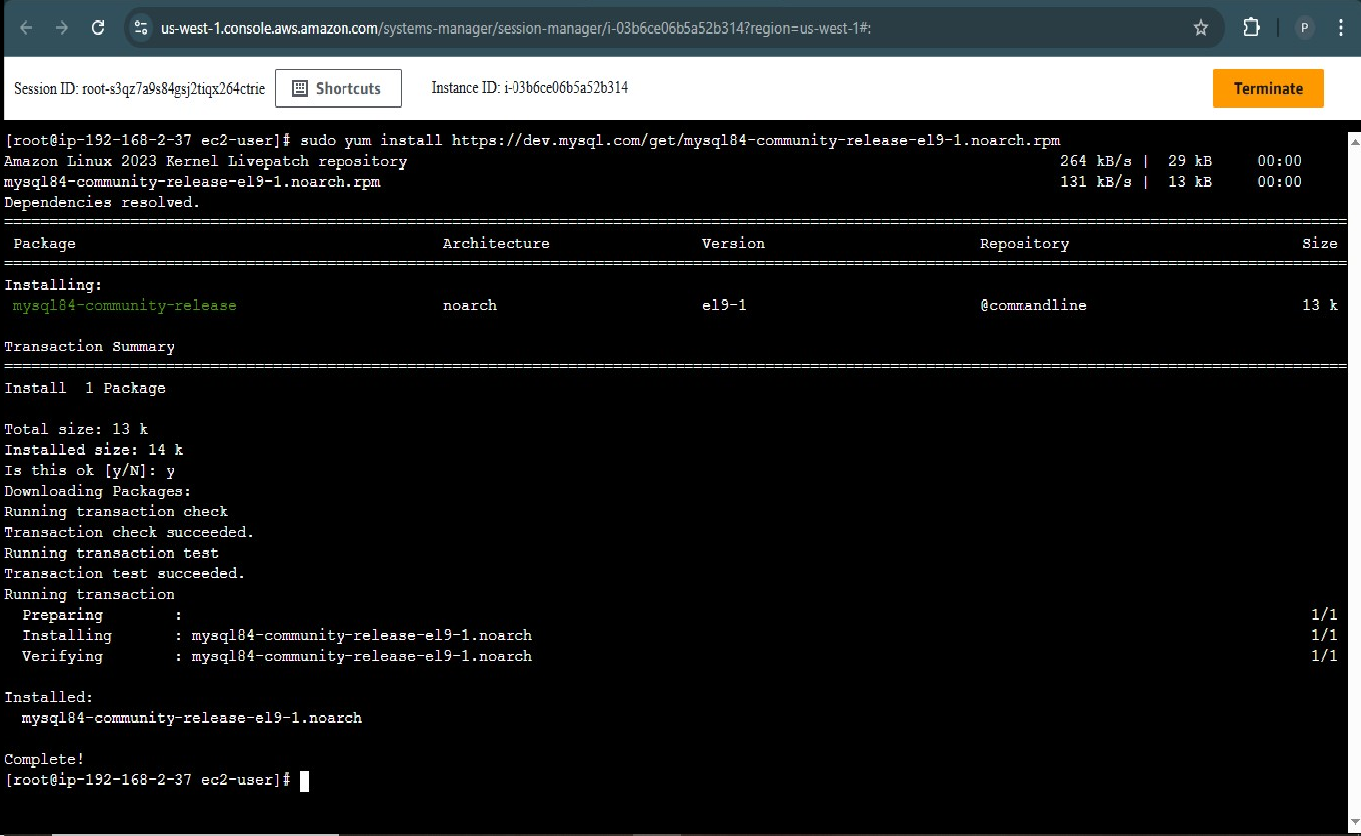 us-west-1.console.aws.amazon.com/systems-manager/session-manager/i-03b6ce06b5a52b314?region=us-west-1#:
P
Session ID: root-s3qz7a9s84gsj2tiqx264ctrie Shortcuts Instance ID: i-03b6ce06b5a52b314 Terminate
[root@ip-192-168-2-37 ec2-user]# sudo yum install https://dev.mysql.com/get/mysql84-community-release-el9-1.noarch.rpm
Amazon Linux 2023 Kernel Livepatch repository 264 kB/s | 29 kB 00:00
mysql84-community-release-el9-1.noarch.rpm 131 kB/s | 13 kB 00:00
Dependencies resolved.
Package Architecture Version Repository Size
Installing:
mysql84-community-release noarch el9-1 @commandline 13 k
Transaction Summary
Install 1 Package
Total size: 13 k
Installed size: 14 k
Is this ok [y/N]: y
Downloading Packages:
Running transaction check
Transaction check succeeded.
Running transaction test
Transaction test succeeded.
Running transaction
Preparing : 1/1
Installing : mysql84-community-release-el9-1.noarch 1/1
Verifying : mysql84-community-release-el9-1.noarch 1/1
Installed:
mysql84-community-release-el9-1.noarch
Complete!
[root@ip-192-168-2-37 ec2-user]#